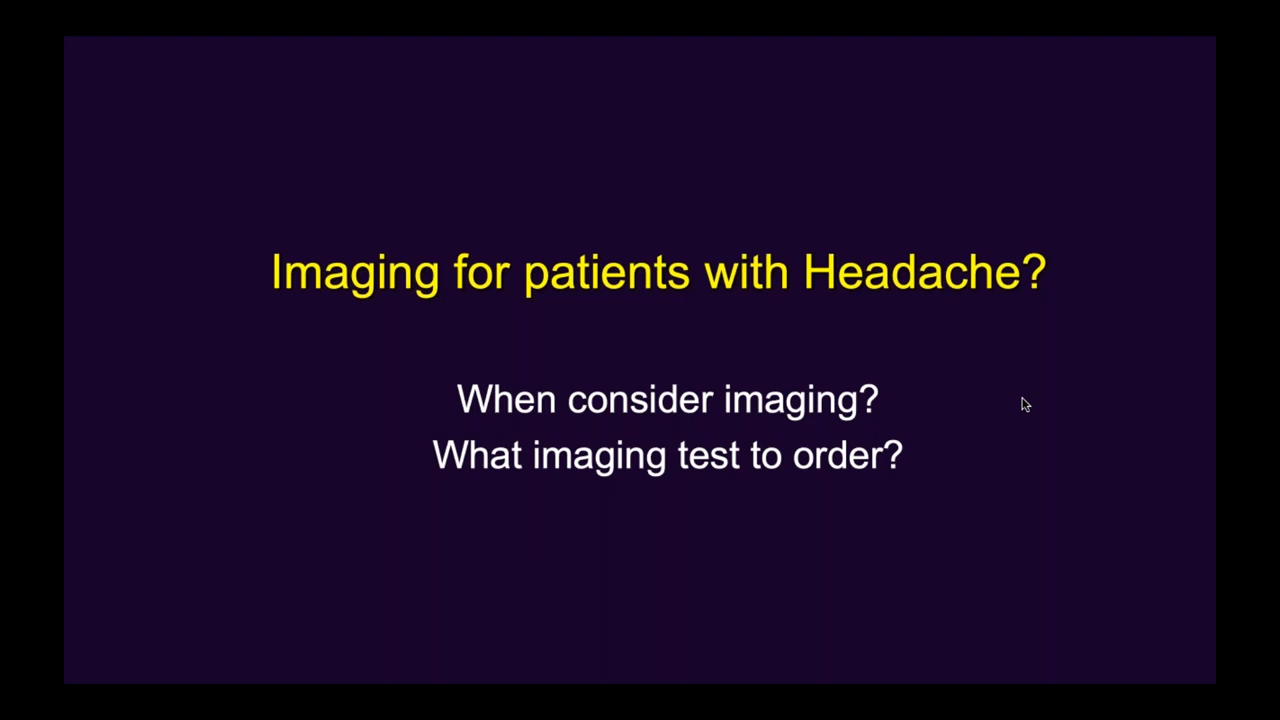 Imaging for patients with Headache?
When consider imaging?
What imaging test to order?